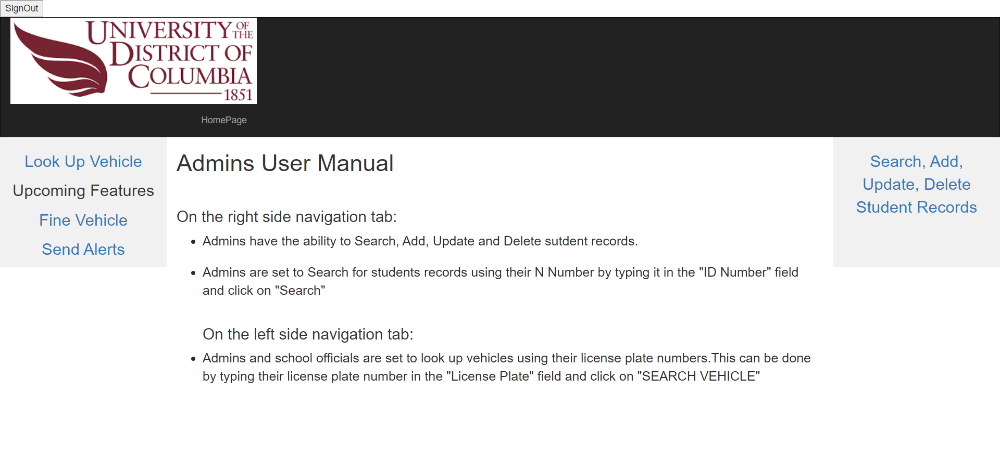 SignOut
UNIVERSITY OF THE
DISTRICT OF
COLUMBIA
1851
HomePage
Look Up Vehicle
Upcoming Features
Fine Vehicle
Send Alerts
Admins User Manual
On the right side navigation tab:
Admins have the ability to Search, Add, Update and Delete sutdent records.
Admins are set to Search for students records using their N Number by typing it in the "ID Number" field
and click on "Search"
On the left side navigation tab:
Admins and school officials are set to look up vehicles using their license plate numbers.This can be done
by typing their license plate number in the "License Plate" field and click on "SEARCH VEHICLE"
Search, Add,
Update, Delete
Student Records